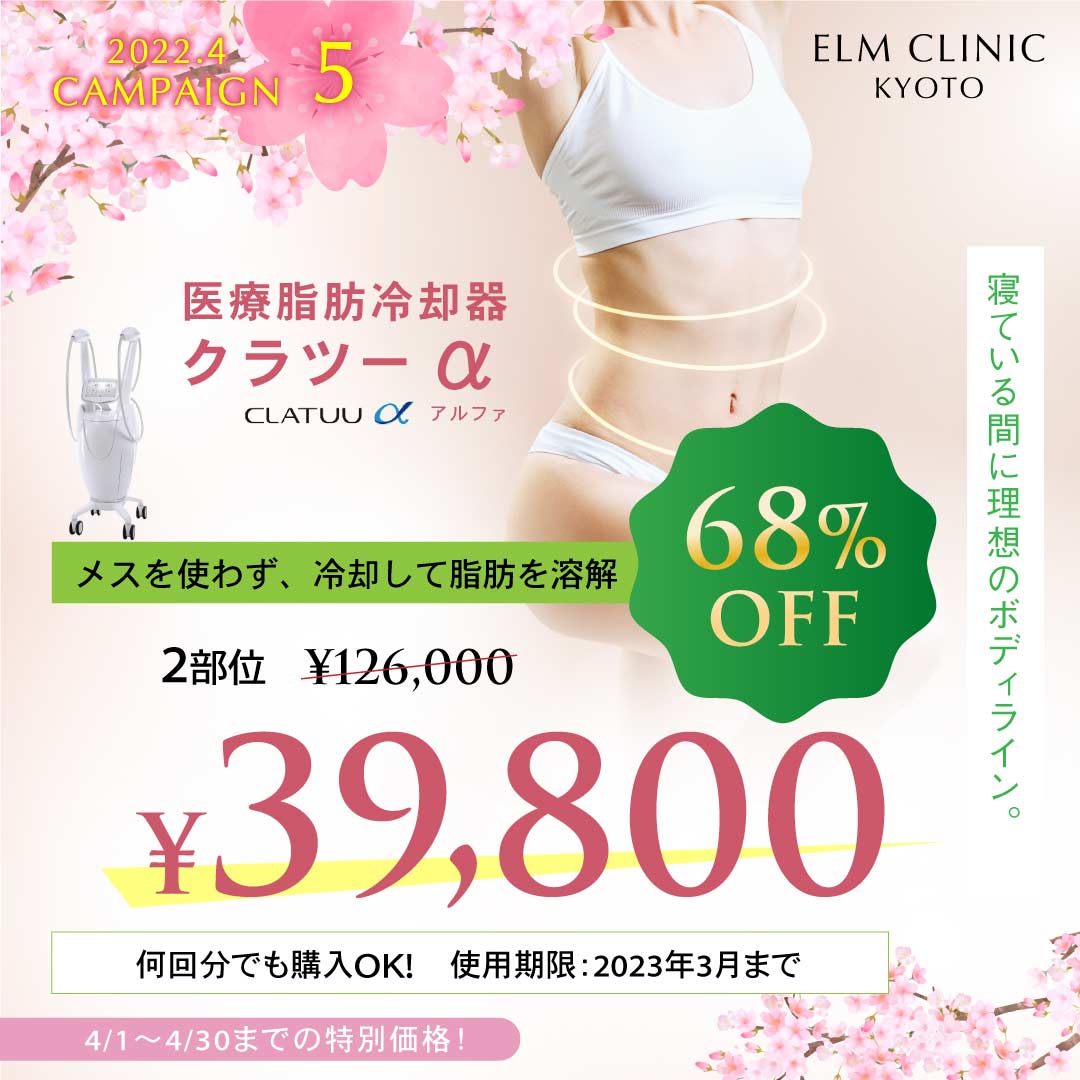 2022.4
CAMPAIGN 5
ELM CLINIC
KYOTO
医療脂肪冷却器
クラツー α
CLATUU α アルファ
寝ている間に理想のボディライン。
68%
OFF
メスを使わず、冷却して脂肪を溶解
2部位 ¥126,000
¥39,800
何回分でも購入OK! 使用期限:2023年3月まで
4/1～4/30までの特別価格!